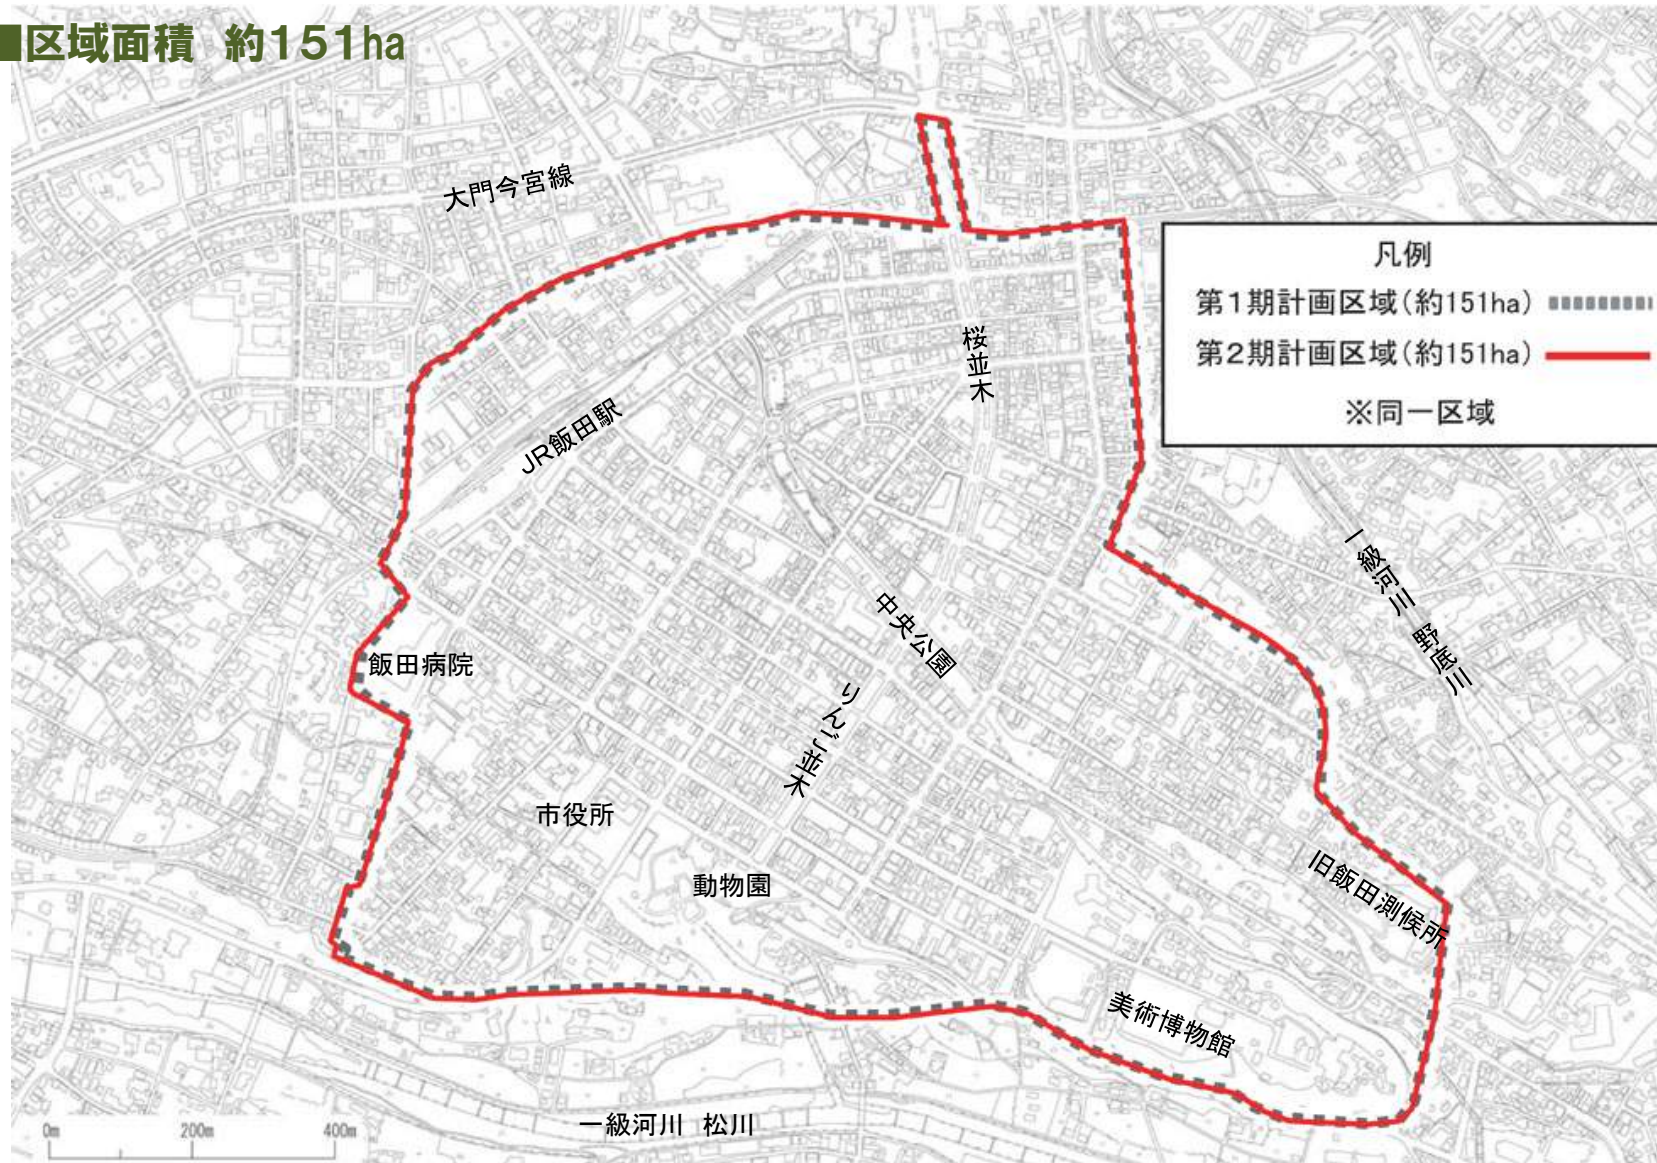 ■区域面積 約151ha
大門今宮線
凡例
第1期計画区域(約151ha)
第2期計画区域(約151ha)
※同一区域
桜並木
JR飯田駅
一級河川 野底川
中央公園
飯田病院
りんご並木
市役所
動物園
旧飯田測候所
美術博物館
一級河川 松川
0m 200m 400m